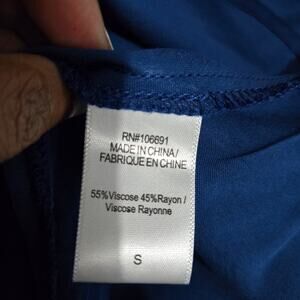 RN#106691
MADE IN CHINA/
FABRIQUE EN CHINE
55%Viscose 45%Rayon/
Viscose Rayonne
S